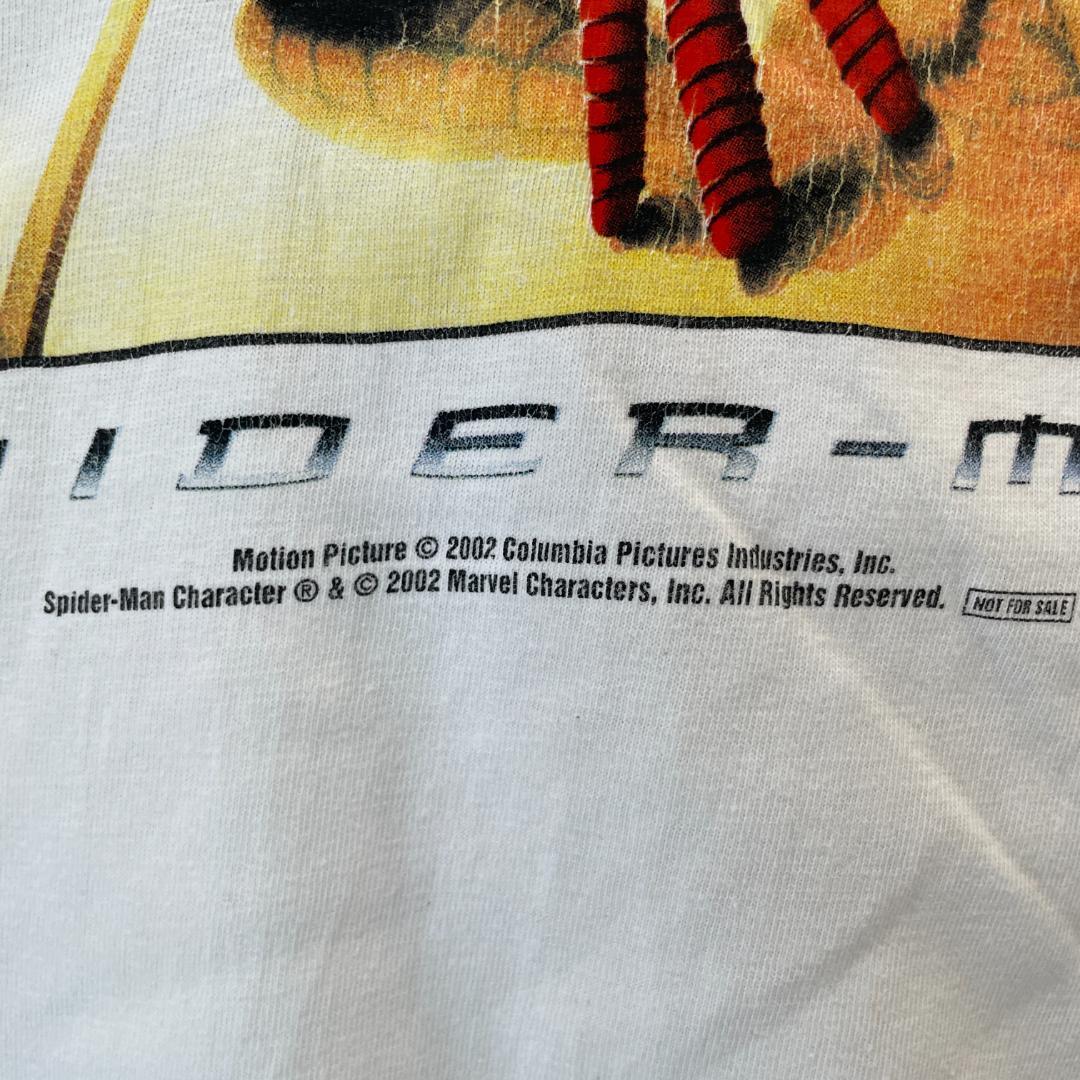 IDER-M
Motion Picture © 2002 Columbia Pictures Industries, Inc.
Spider-Man Character ® & © 2002 Marvel Characters, Inc. All Rights Reserved. NOT FOR SALE